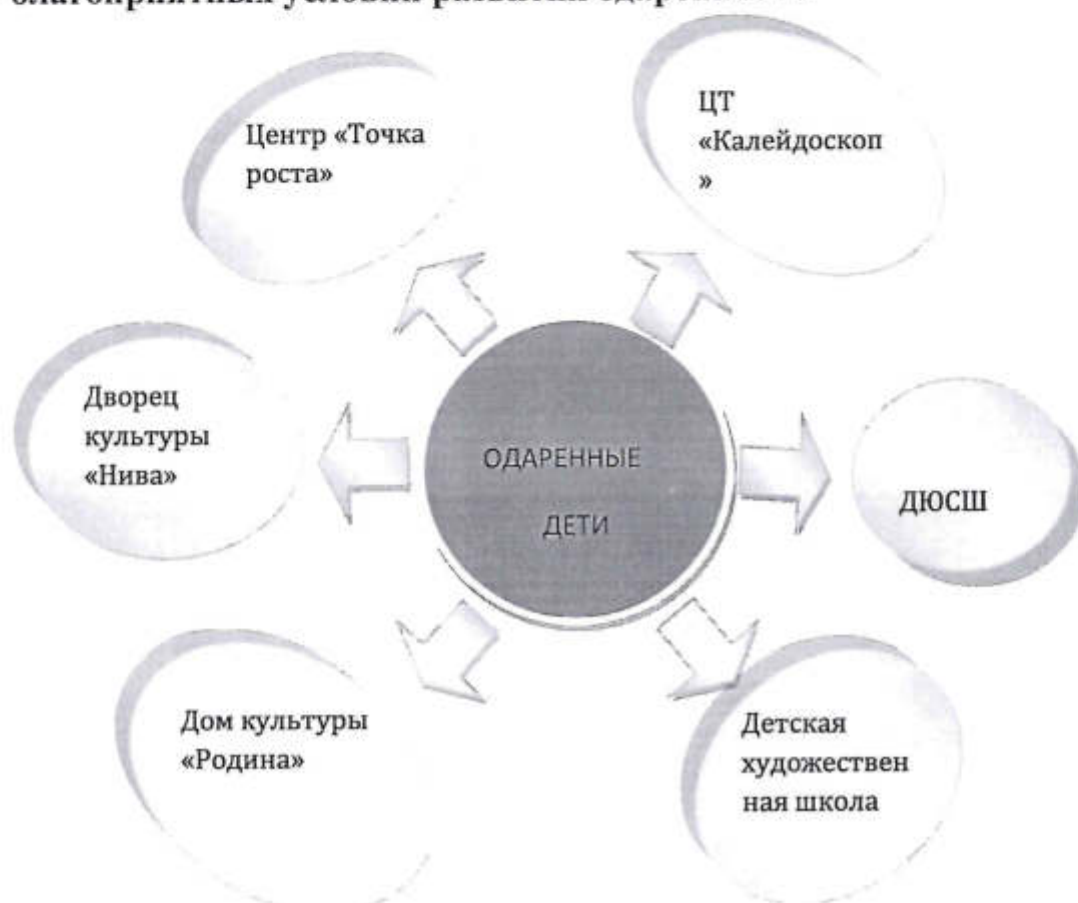 Центр «Точка
роста»
ЦТ
«Калейдоскоп
»
Дворец
культуры
«Нива»
ОДАРЕННЫЕ
ДЕТИ
ДЮСШ
Дом культуры
«Родина»
Детская
художествен
ная школа